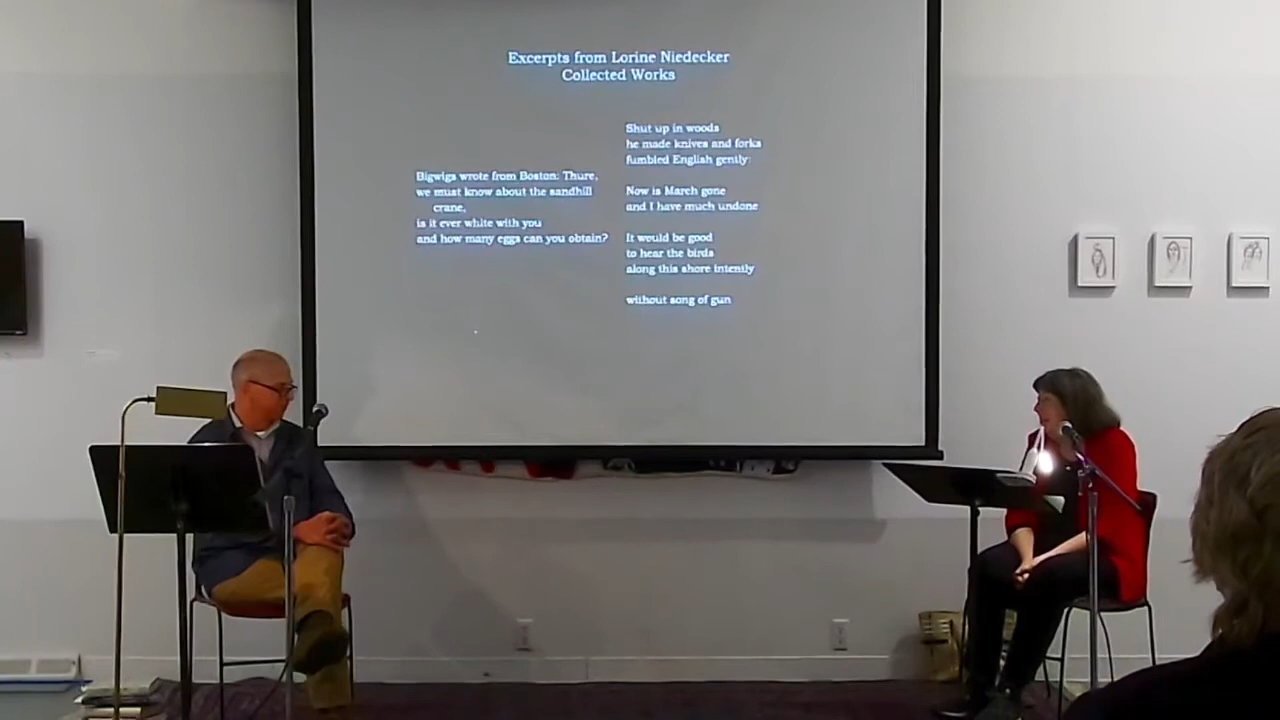 Excerpts from Lorine Niedecker
Collected Works
Bigwigs wrote from Boston: Thure,
we must know about the sandhill
crane,
is it ever white with you
and how many eggs can you obtain?
Shut up in woods
he made knives and forks
fumbled English gently:
Now is March gone
and I have much undone
It would be good
to hear the birds
along this shore intently
without song of gun